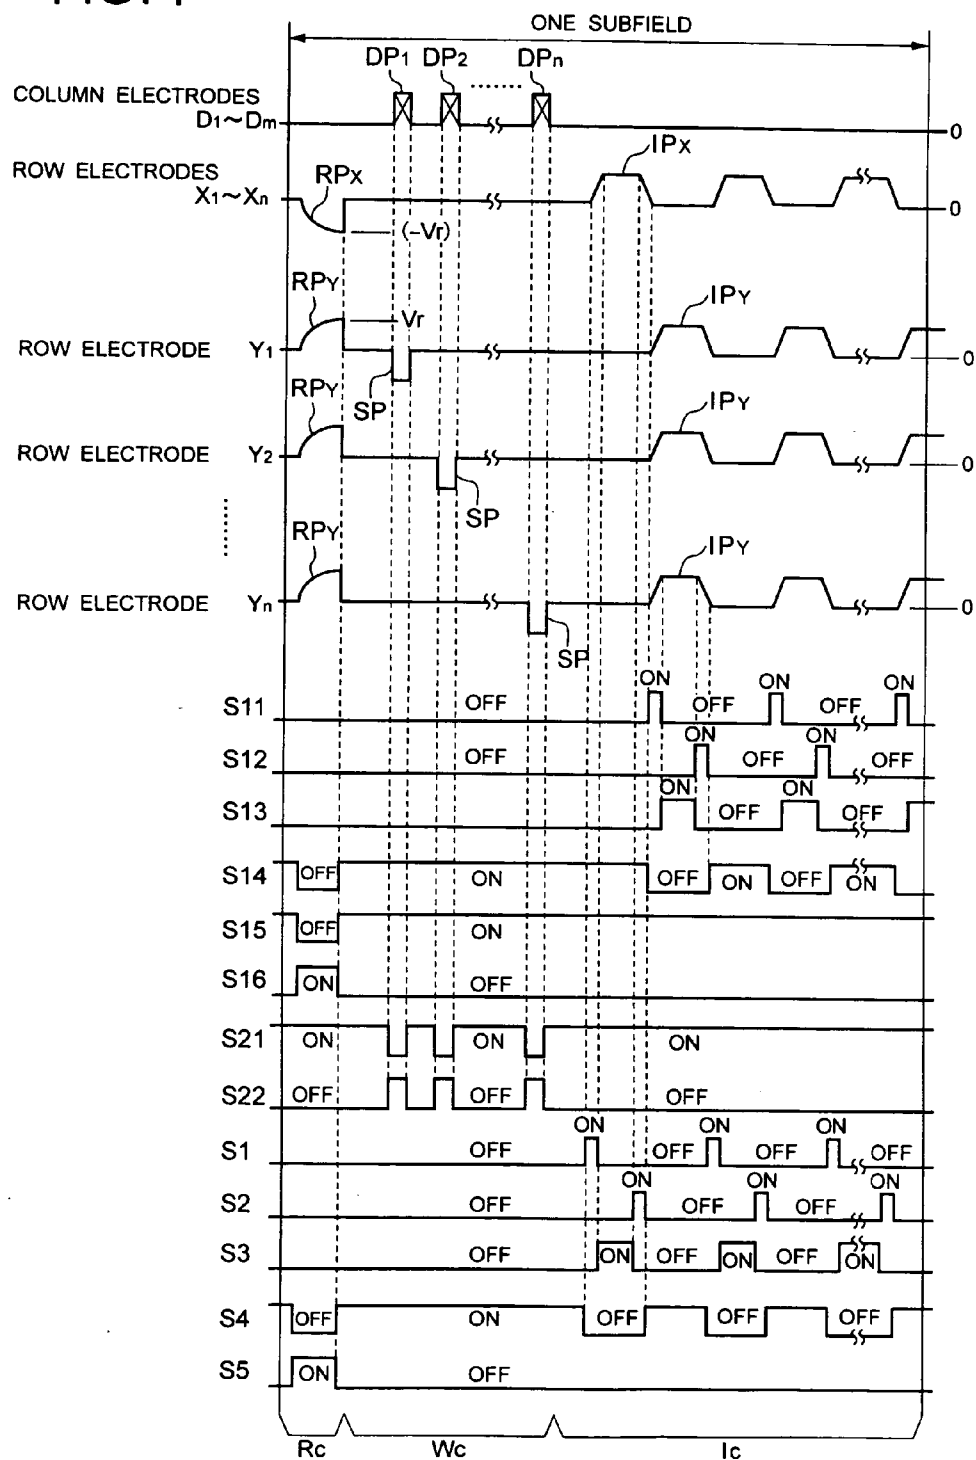 ONE SUBFIELD
DP1 DP2 ........ DPn
COLUMN ELECTRODES
D1~Dm 0
ROW ELECTRODES RPX IPX
X1~Xn 0
(-Vr)
RPY Vr IPY
ROW ELECTRODE Y1 0
SP
RPY IPY
ROW ELECTRODE Y2 0
SP
RPY IPY
ROW ELECTRODE Yn 0
SP
S11 OFF ON OFF ON OFF ON
S12 OFF ON OFF ON OFF
S13 ON OFF ON OFF
S14 OFF ON OFF ON OFF ON
S15 OFF ON
S16 ON OFF
S21 ON ON ON
S22 OFF OFF OFF
S1 OFF ON OFF ON OFF ON OFF
S2 OFF ON OFF ON OFF ON
S3 OFF ON OFF ON OFF ON
S4 OFF ON OFF OFF OFF
S5 ON OFF
Rc Wc Ic